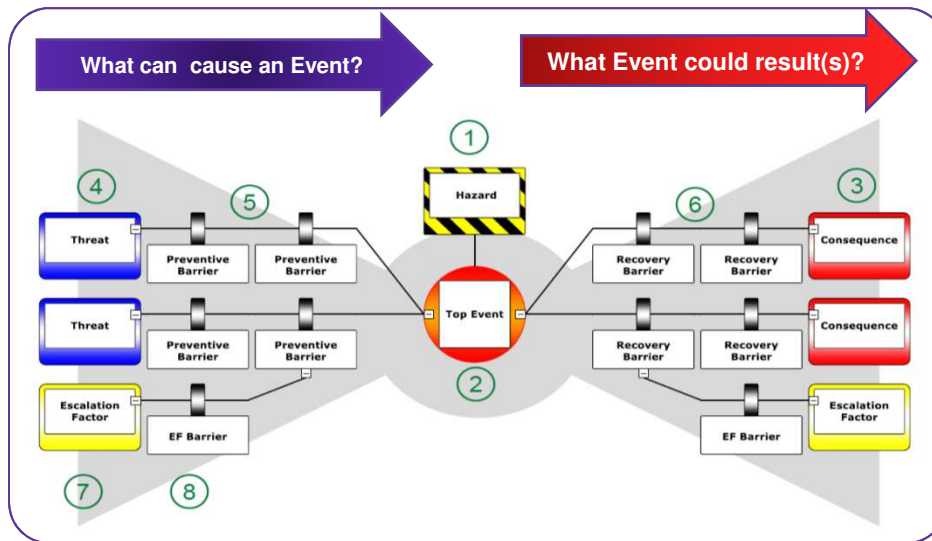 What can cause an Event?
What Event could result(s)?
1
Hazard
4
5
6
3
Threat
Preventive
Barrier
Preventive
Barrier
Recovery
Barrier
Recovery
Barrier
Consequence
Top Event
Threat
Preventive
Barrier
Preventive
Barrier
Recovery
Barrier
Recovery
Barrier
Consequence
2
Escalation
Factor
EF Barrier
EF Barrier
Escalation
Factor
7
8